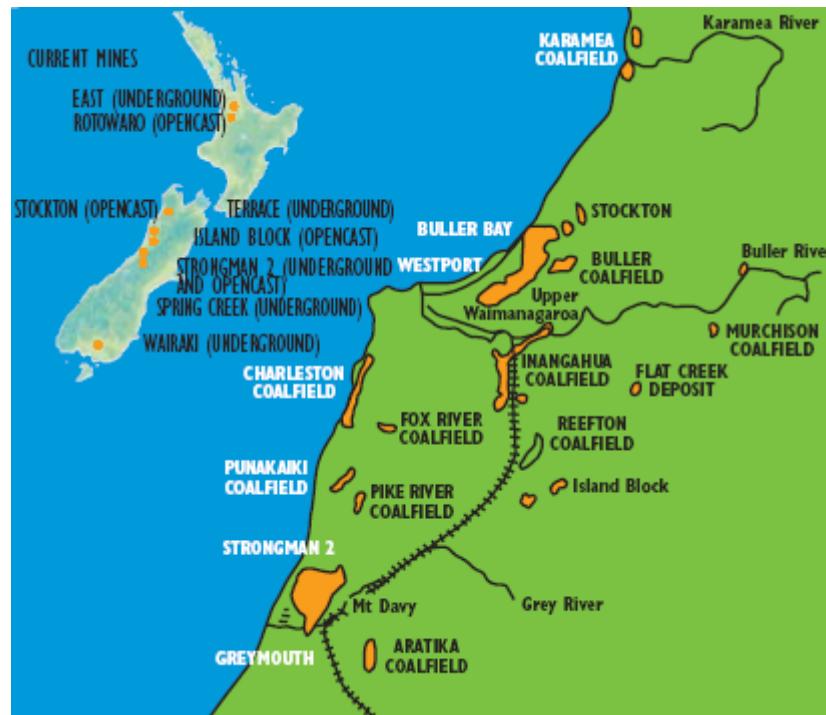 CURRENT MINES
EAST (UNDERGROUND)
ROTOWARO (OPENCAST)
STOCKTON (OPENCAST)
TERRACE (UNDERGROUND)
ISLAND BLOCK (OPENCAST)
STRONGMAN 2 (UNDERGROUND
AND OPENCAST)
SPRING CREEK (UNDERGROUND)
WAIRAKI (UNDERGROUND)
KARAMEA
COALFIELD
Karamea River
STOCKTON
BULLER BAY
WESTPORT
BULLER
COALFIELD
Buller Rive
Upper
Waimanagaroa
MURCHISON
COALFIELD
INANGAHUA
COALFIELD
FLAT CREEK
DEPOSIT
CHARLESTON
COALFIELD
FOX RIVER
COALFIELD
REEFTON
COALFIELD
PUNAKAIKI
COALFIELD
PIKE RIVER
COALFIELD
Island Block
STRONGMAN 2
Mt Davy
Grey River
GREYMOUTH
ARATIKA
COALFIELD